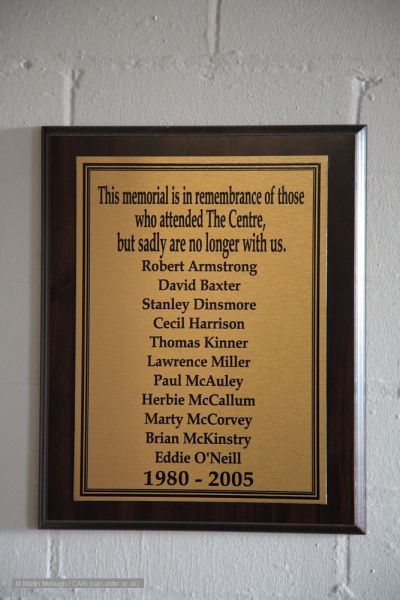 This memorial is in remembrance of those
who attended The Centre,
but sadly are no longer with us.
Robert Armstrong
David Baxter
Stanley Dinsmore
Cecil Harrison
Thomas Kinner
Lawrence Miller
Paul McAuley
Herbie McCallum
Marty McCorvey
Brian McKinstry
Eddie O'Neill
1980 - 2005
© Martin Melaugh / CAIN (cain.ulster.ac.uk)